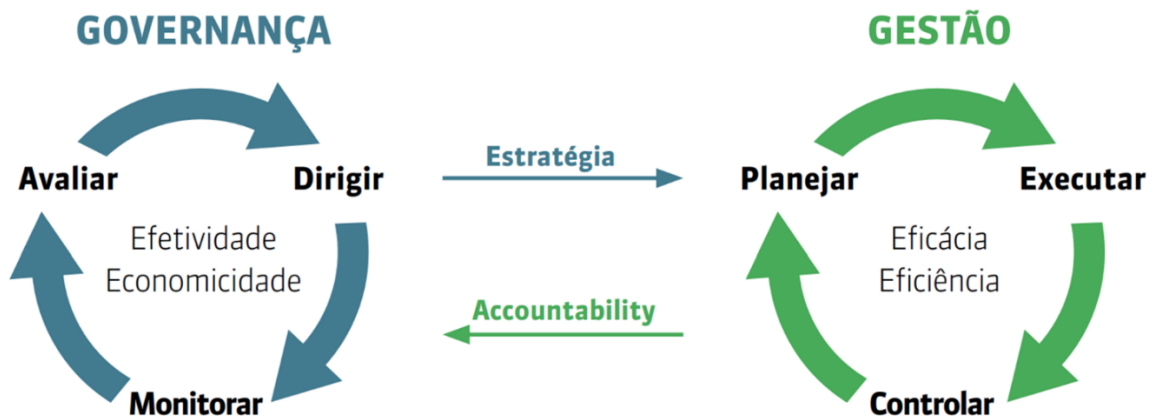 GOVERNANÇA
Avaliar
Dirigir
Efetividade
Economicidade
Monitorar
Estratégia
Accountability
GESTÃO
Planejar
Executar
Eficácia
Eficiência
Controlar